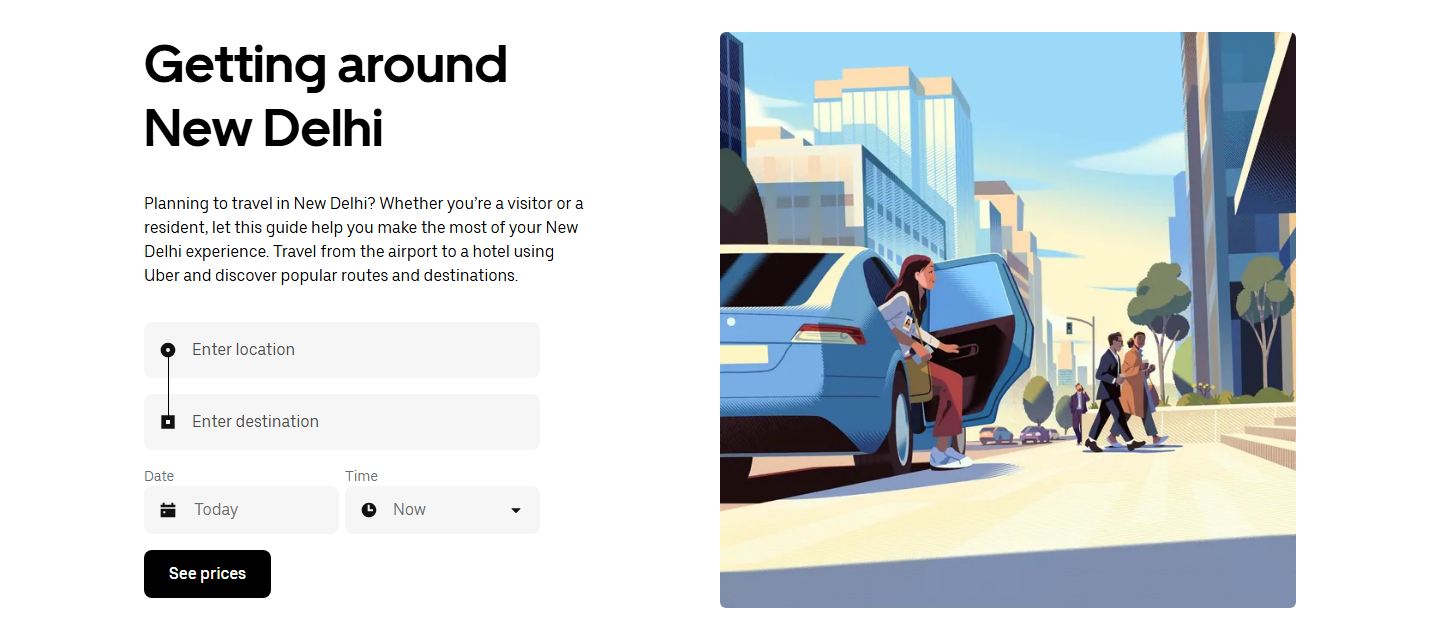 Getting around
New Delhi
Planning to travel in New Delhi? Whether you’re a visitor or a
resident, let this guide help you make the most of your New
Delhi experience. Travel from the airport to a hotel using
Uber and discover popular routes and destinations.
Enter location
Enter destination
Date
Time
Today
Now
See prices